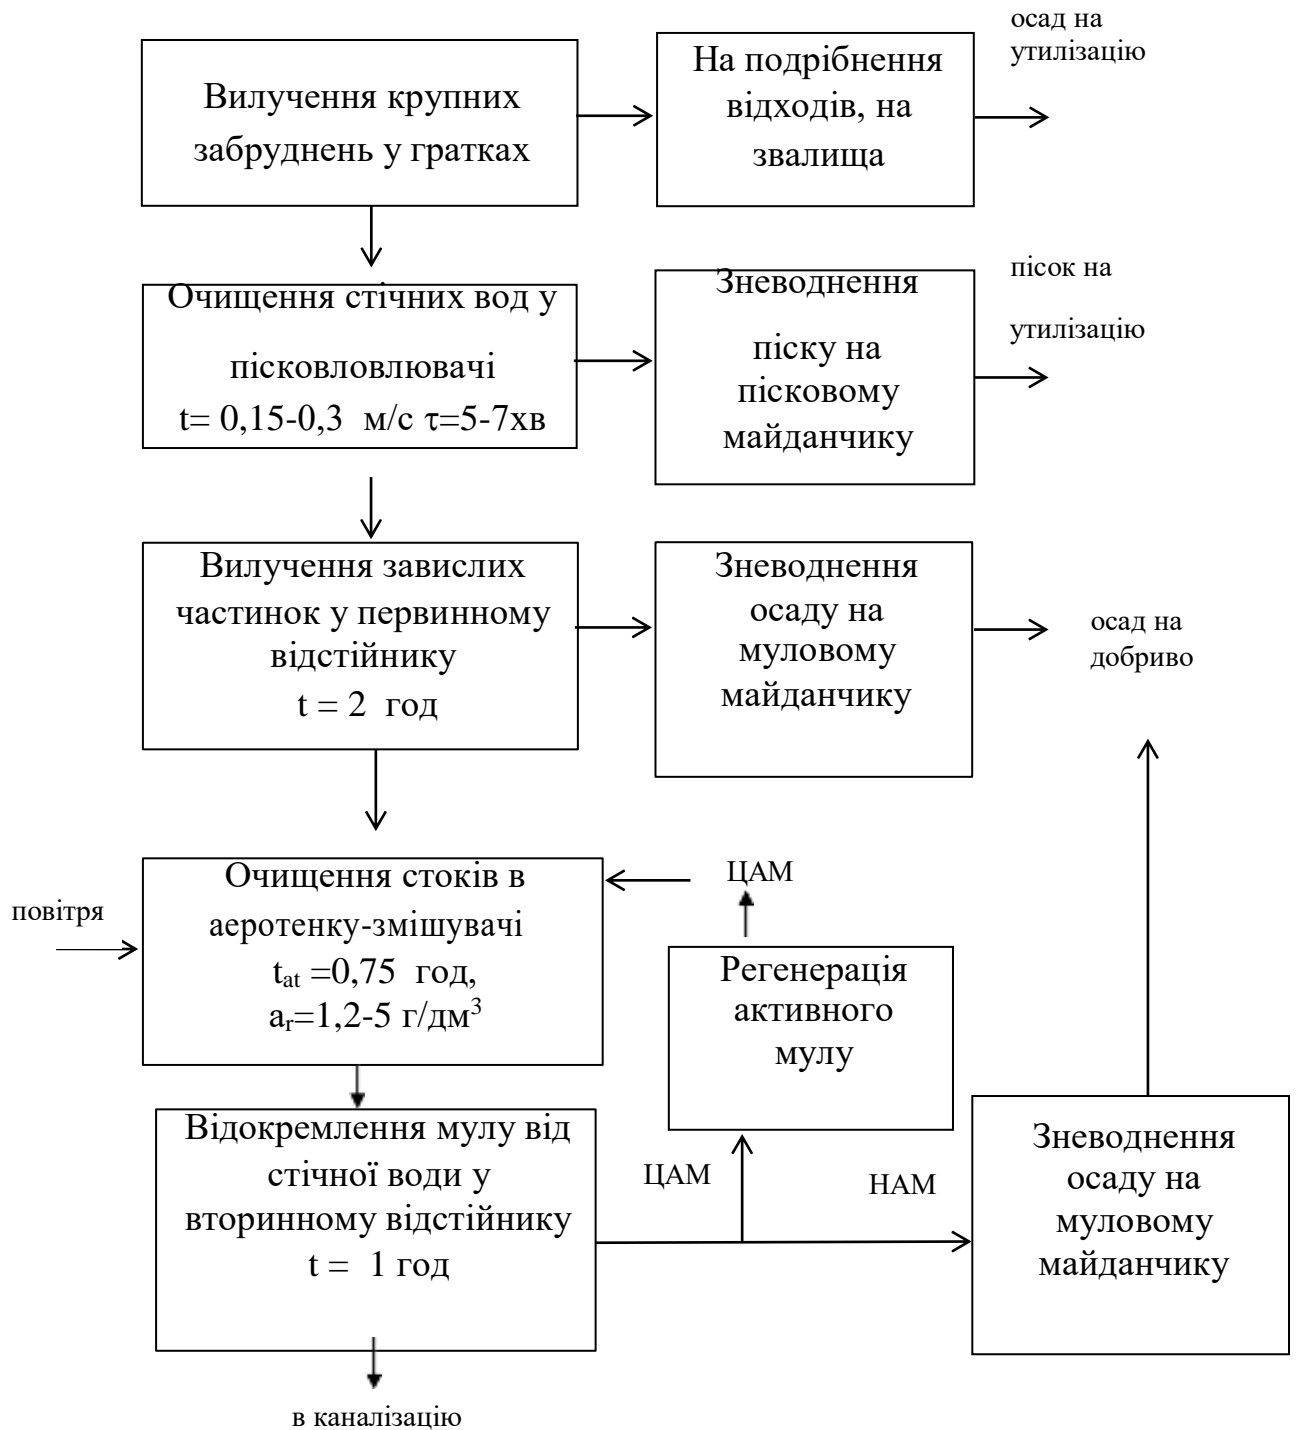 осад на
утилізацію
Вилучення крупних
забруднень у гратках
На подрібнення
відходів, на
звалища
Очищення стічних вод у
пісковловлювачі
t= 0,15-0,3 м/с τ=5-7хв
Зневоднення
піску на
пісковому
майданчику
пісок на
утилізацію
Вилучення завислих
частинок у первинному
відстійнику
t = 2 год
Зневоднення
осаду на
муловому
майданчику
осад на
добриво
повітря
Очищення стоків в
аеротенку-змішувачі
tat =0,75 год,
ar=1,2-5 г/дм³
ЦАМ
Регенерація
активного
мулу
Відокремлення мулу від
стічної води у
вторинному відстійнику
t = 1 год
ЦАМ
НАМ
Зневоднення
осаду на
муловому
майданчику
в каналізацію